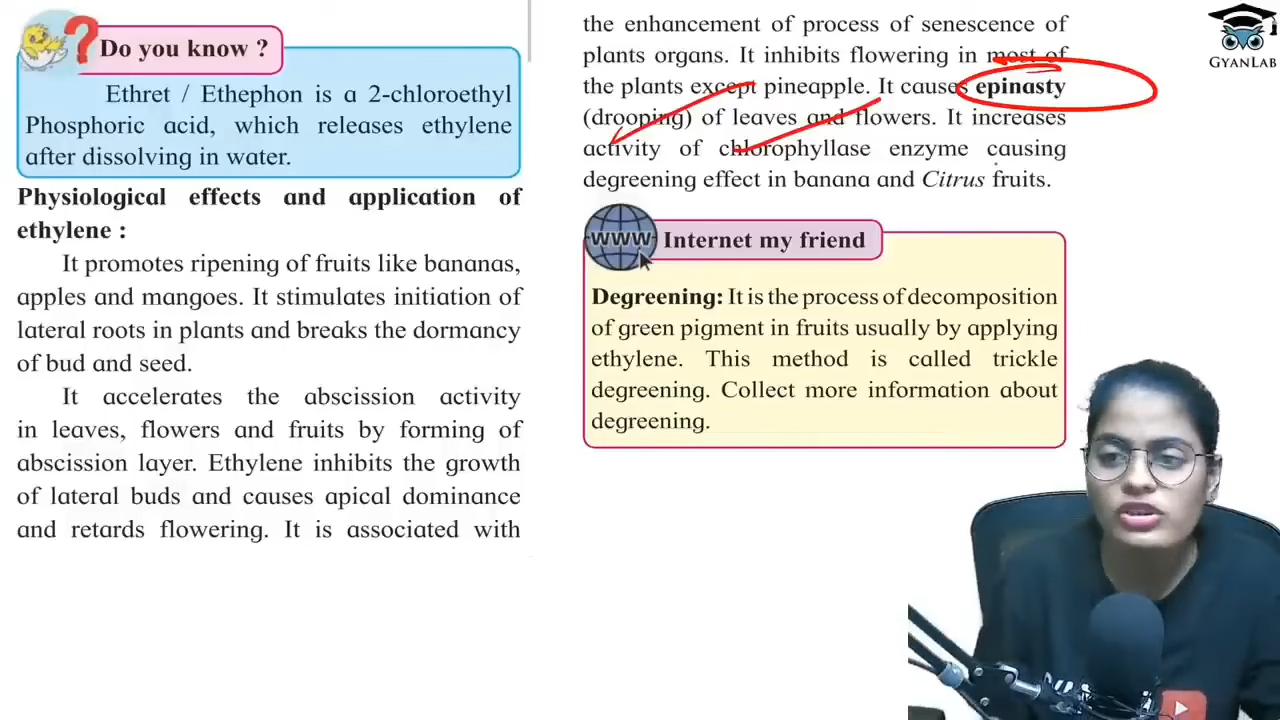 Do you know ?
Ethret / Ethephon is a 2-chloroethyl
Phosphoric acid, which releases ethylene
after dissolving in water.
Physiological effects and application of
ethylene :
It promotes ripening of fruits like bananas,
apples and mangoes. It stimulates initiation of
lateral roots in plants and breaks the dormancy
of bud and seed.
It accelerates the abscission activity
in leaves, flowers and fruits by forming of
abscission layer. Ethylene inhibits the growth
of lateral buds and causes apical dominance
and retards flowering. It is associated with
the enhancement of process of senescence of
plants organs. It inhibits flowering in most of
the plants except pineapple. It causes epinasty
(drooping) of leaves and flowers. It increases
activity of chlorophyllase enzyme causing
degreening effect in banana and Citrus fruits.
www
Internet my friend
Degreening: It is the process of decomposition
of green pigment in fruits usually by applying
ethylene. This method is called trickle
degreening. Collect more information about
degreening.
GYANLAB